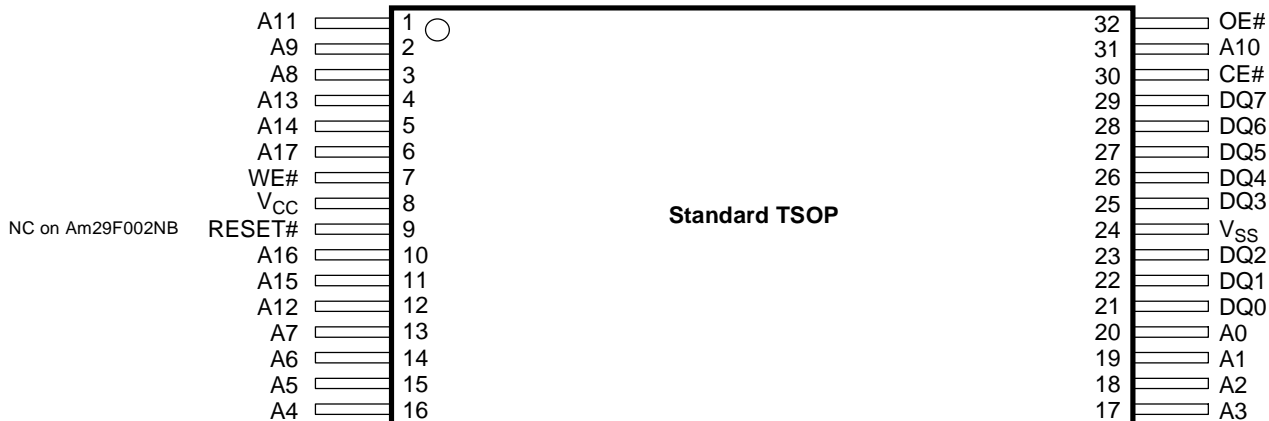 A11 1 32 OE#
A9 2 31 A10
A8 3 30 CE#
A13 4 29 DQ7
A14 5 28 DQ6
A17 6 27 DQ5
WE# 7 26 DQ4
VCC 8 25 DQ3
Standard TSOP
NC on Am29F002NB RESET# 9 24 VSS
A16 10 23 DQ2
A15 11 22 DQ1
A12 12 21 DQ0
A7 13 20 A0
A6 14 19 A1
A5 15 18 A2
A4 16 17 A3